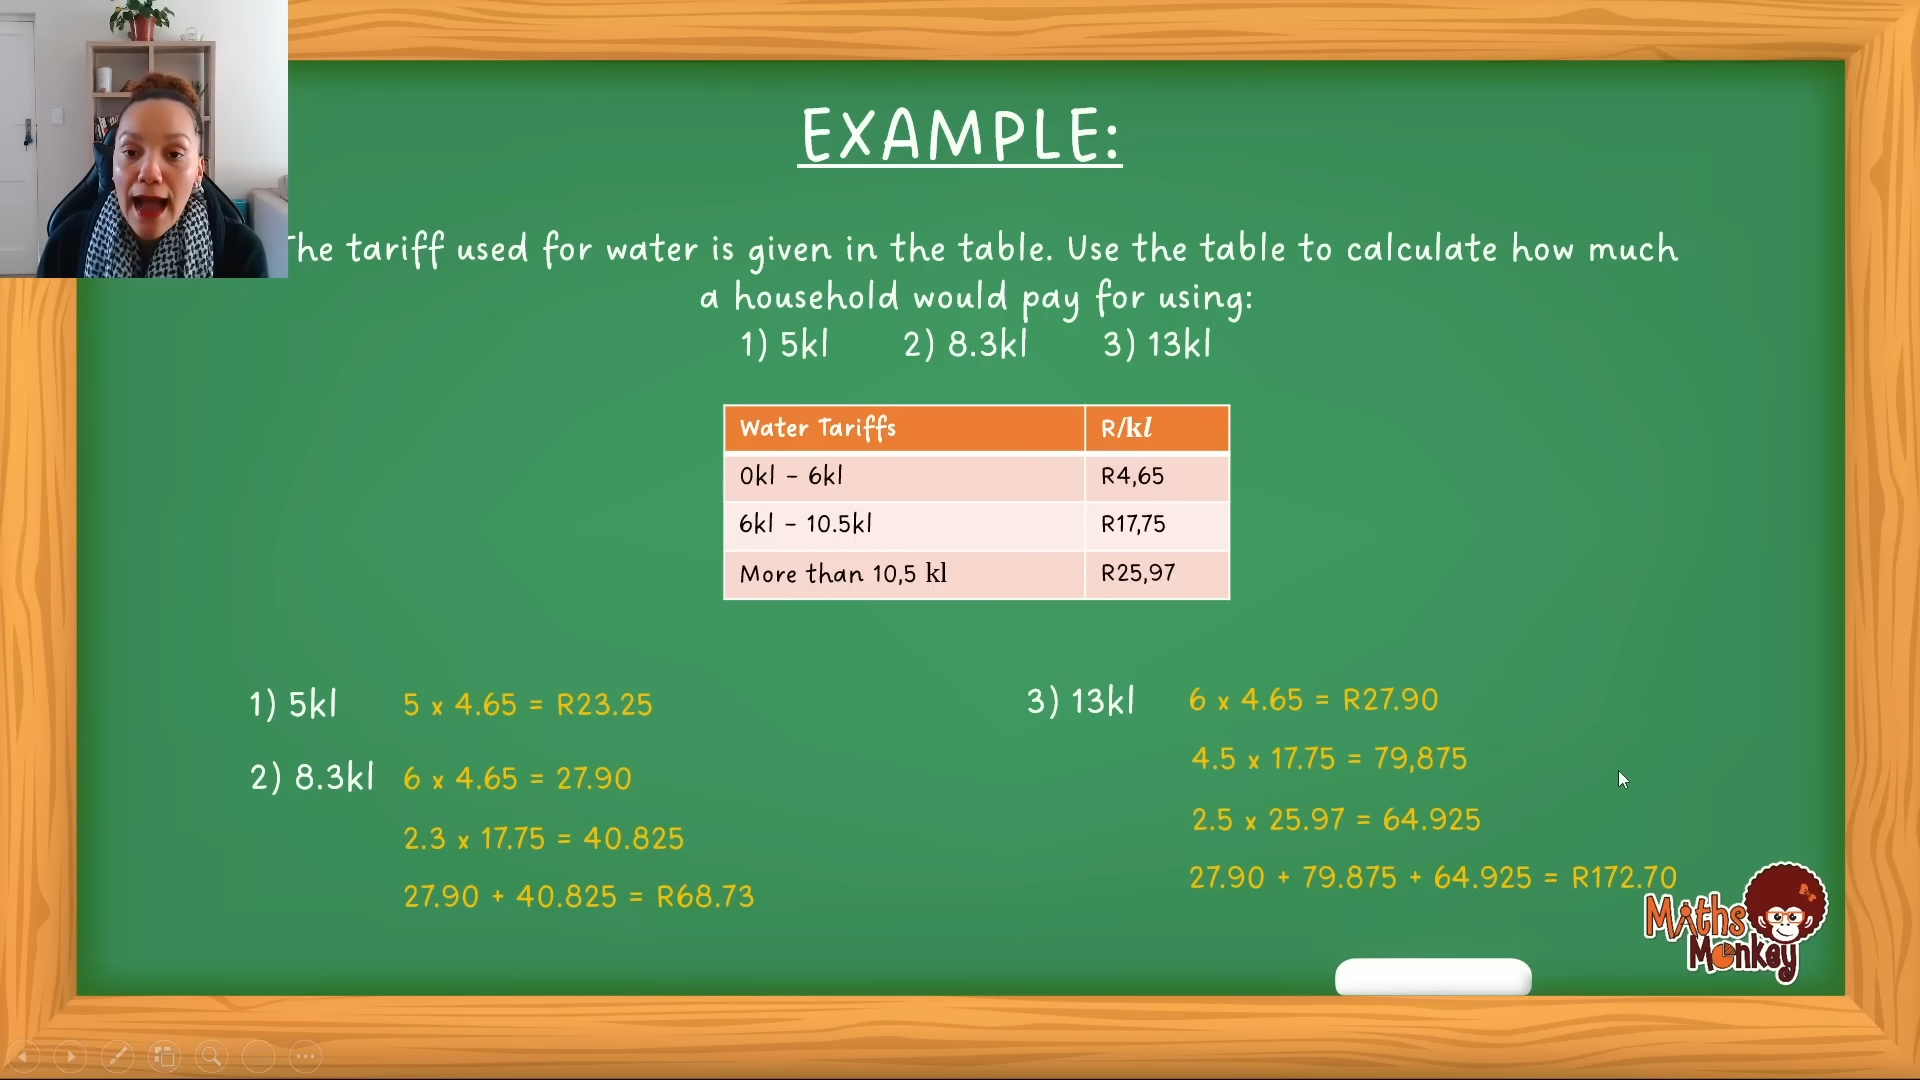 EXAMPLE:
The tariff used for water is given in the table. Use the table to calculate how much
a household would pay for using:
1) 5kl 2) 8.3kl 3) 13kl
Water Tariffs R/kl
0kl - 6kl R4,65
6kl - 10.5kl R17,75
More than 10,5 kl R25,97
1) 5kl 5 x 4.65 = R23.25
2) 8.3kl 6 x 4.65 = 27.90
2.3 x 17.75 = 40.825
27.90 + 40.825 = R68.73
3) 13kl 6 x 4.65 = R27.90
4.5 x 17.75 = 79,875
2.5 x 25.97 = 64.925
27.90 + 79.875 + 64.925 = R172.70
Maths
Monkey